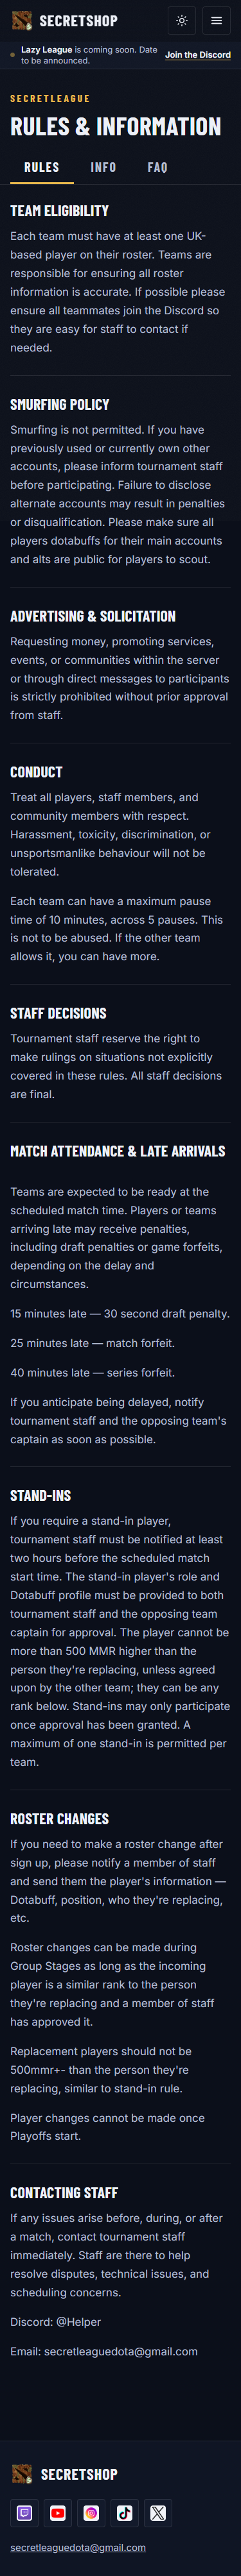 SECRETSHOP
Lazy League is coming soon. Date
to be announced.
Join the Discord
SECRETLEAGUE
RULES & INFORMATION
RULES INFO FAQ
TEAM ELIGIBILITY
Each team must have at least one UK-
based player on their roster. Teams are
responsible for ensuring all roster
information is accurate. If possible please
ensure all teammates join the Discord so
they are easy for staff to contact if
needed.
SMURFING POLICY
Smurfing is not permitted. If you have
previously used or currently own other
accounts, please inform tournament staff
before participating. Failure to disclose
alternate accounts may result in penalties
or disqualification. Please make sure all
players dotabuffs for their main accounts
and alts are public for players to scout.
ADVERTISING & SOLICITATION
Requesting money, promoting services,
events, or communities within the server
or through direct messages to participants
is strictly prohibited without prior approval
from staff.
CONDUCT
Treat all players, staff members, and
community members with respect.
Harassment, toxicity, discrimination, or
unsportsmanlike behaviour will not be
tolerated.
Each team can have a maximum pause
time of 10 minutes, across 5 pauses. This
is not to be abused. If the other team
allows it, you can have more.
STAFF DECISIONS
Tournament staff reserve the right to
make rulings on situations not explicitly
covered in these rules. All staff decisions
are final.
MATCH ATTENDANCE & LATE ARRIVALS
Teams are expected to be ready at the
scheduled match time. Players or teams
arriving late may receive penalties,
including draft penalties or game forfeits,
depending on the delay and
circumstances.
15 minutes late — 30 second draft penalty.
25 minutes late — match forfeit.
40 minutes late — series forfeit.
If you anticipate being delayed, notify
tournament staff and the opposing team's
captain as soon as possible.
STAND-INS
If you require a stand-in player,
tournament staff must be notified at least
two hours before the scheduled match
start time. The stand-in player's role and
Dotabuff profile must be provided to both
tournament staff and the opposing team
captain for approval. The player cannot be
more than 500 MMR higher than the
person they're replacing, unless agreed
upon by the other team; they can be any
rank below. Stand-ins may only participate
once approval has been granted. A
maximum of one stand-in is permitted per
team.
ROSTER CHANGES
If you need to make a roster change after
sign up, please notify a member of staff
and send them the player's information —
Dotabuff, position, who they're replacing,
etc.
Roster changes can be made during
Group Stages as long as the incoming
player is a similar rank to the person
they're replacing and a member of staff
has approved it.
Replacement players should not be
500mmr+- than the person they're
replacing, similar to stand-in rule.
Player changes cannot be made once
Playoffs start.
CONTACTING STAFF
If any issues arise before, during, or after
a match, contact tournament staff
immediately. Staff are there to help
resolve disputes, technical issues, and
scheduling concerns.
Discord: @Helper
Email: secretleaguedota@gmail.com
SECRETSHOP
secretleaguedota@gmail.com